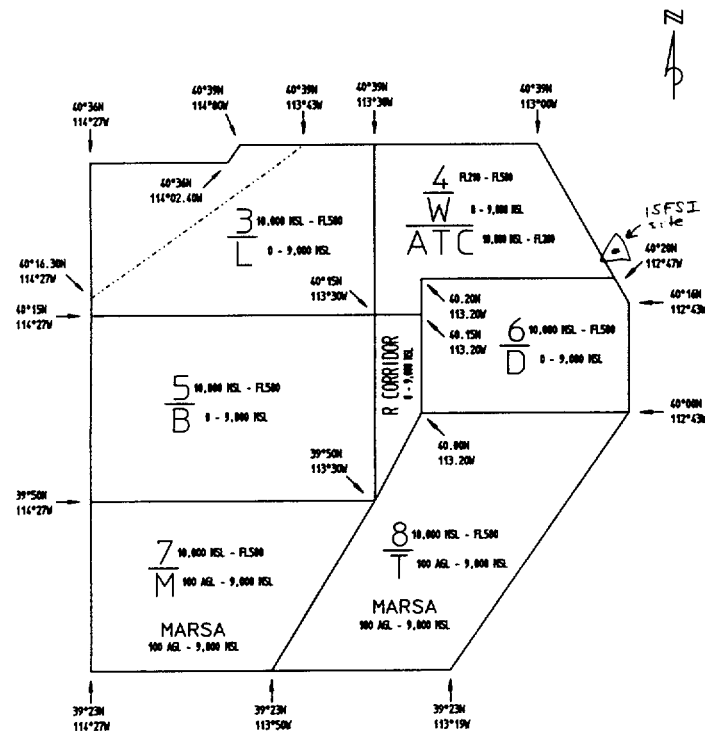 N
40°39N
114°00W
40°39N
113°43W
40°39N
113°30W
40°39N
113°00W
40°36N
114°27W
40°36N
114°02.40W
3 10,000 MSL - FL500
L 0 - 9,000 MSL
4 FL200 - FL500
W 0 - 9,000 MSL
ATC 10,000 MSL - FL200
ISFSI
site
40°20N
112°47W
40°16.30N
114°27W
40°15N
114°27W
40°15N
113°30W
40.20N
113.20W
40.15N
113.20W
40°16N
112°43W
6 10,000 MSL - FL500
D 0 - 9,000 MSL
R CORRIDOR
0 - 9,000 MSL
5 10,000 MSL - FL500
B 0 - 9,000 MSL
40°00N
112°43W
40.00N
113.20W
39°50N
113°30W
39°50N
114°27W
7 10,000 MSL - FL500
M 100 AGL - 9,000 MSL
MARSA
100 AGL - 9,000 MSL
8 10,000 MSL - FL500
T 100 AGL - 9,000 MSL
MARSA
100 AGL - 9,000 MSL
39°23N
114°27W
39°23N
113°50W
39°23N
113°19W